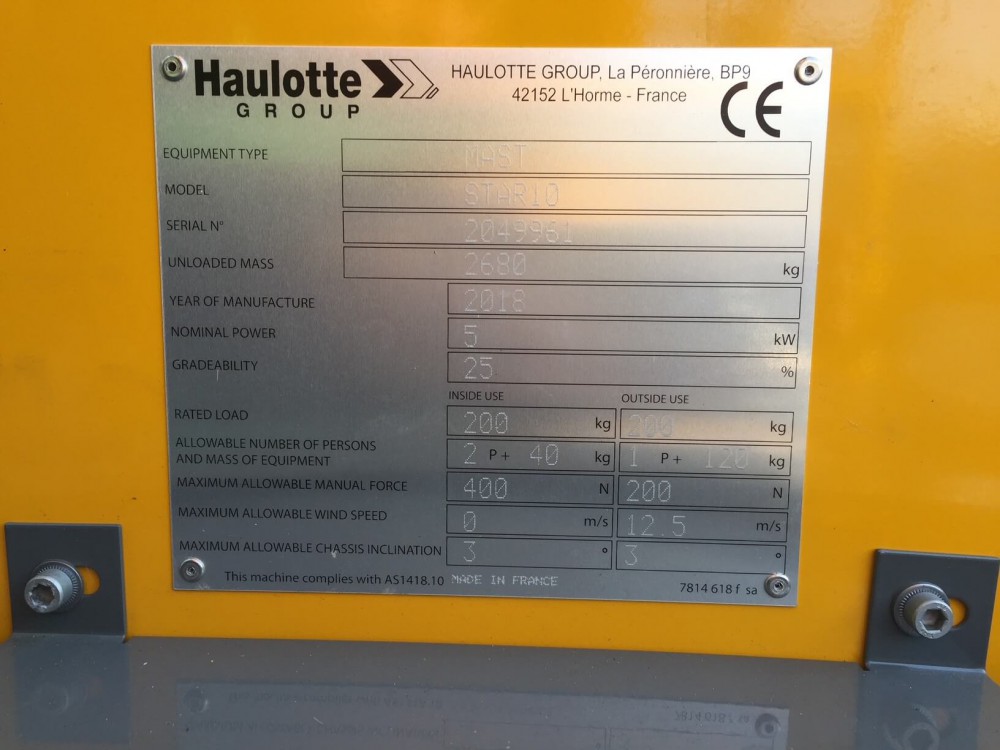 Haulotte
GROUP
HAULOTTE GROUP, La Péronnière, BP9
42152 L'Horme - France
CE
EQUIPMENT TYPE MAST
MODEL STAR10
SERIAL N° 2049961
UNLOADED MASS 2680 kg
YEAR OF MANUFACTURE 2018
NOMINAL POWER 5 kW
GRADEABILITY 25 %
INSIDE USE OUTSIDE USE
RATED LOAD 200 kg 200 kg
ALLOWABLE NUMBER OF PERSONS
AND MASS OF EQUIPMENT 2 P + 40 kg 1 P + 120 kg
MAXIMUM ALLOWABLE MANUAL FORCE 400 N 200 N
MAXIMUM ALLOWABLE WIND SPEED 0 m/s 12.5 m/s
MAXIMUM ALLOWABLE CHASSIS INCLINATION 3 ° 3 °
This machine complies with AS1418.10 MADE IN FRANCE 7814 618 f sa